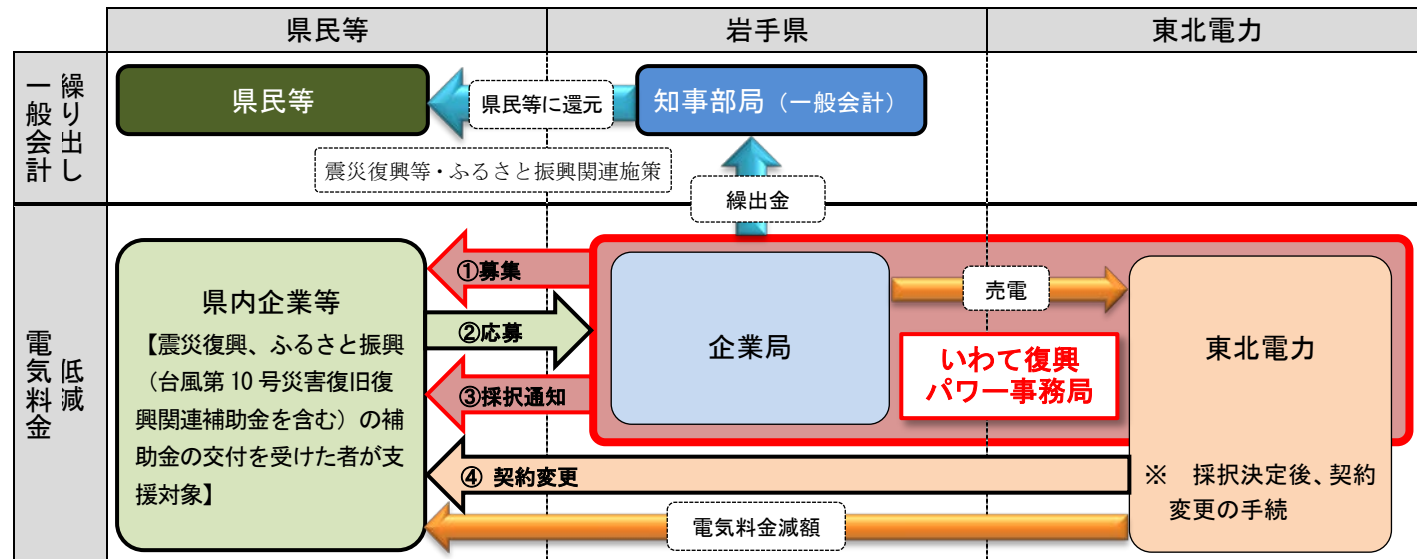 県民等
岩手県
東北電力
一般会計
繰り出し
県民等
県民等に還元
知事部局（一般会計）
震災復興等・ふるさと振興関連施策
繰出金
電気料金
低減
県内企業等
【震災復興、ふるさと振興
（台風第10号災害復旧復
興関連補助金を含む）の補
助金の交付を受けた者が支
援対象】
①募集
②応募
③採択通知
④ 契約変更
電気料金減額
企業局
売電
いわて復興
パワー事務局
東北電力
※　採択決定後、契約
変更の手続